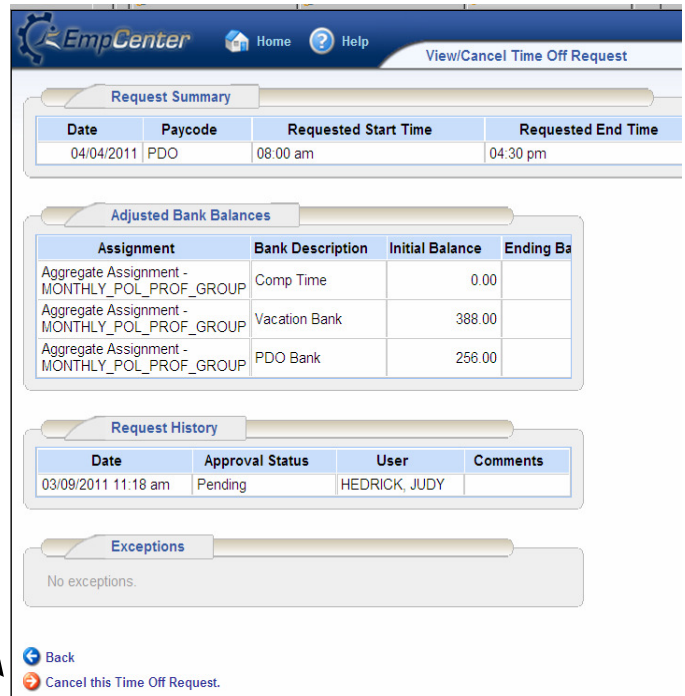 EmpCenter Home Help View/Cancel Time Off Request
Request Summary
Date Paycode Requested Start Time Requested End Time
04/04/2011 PDO 08:00 am 04:30 pm
Adjusted Bank Balances
Assignment Bank Description Initial Balance Ending Ba
Aggregate Assignment -
MONTHLY_POL_PROF_GROUP Comp Time 0.00
Aggregate Assignment -
MONTHLY_POL_PROF_GROUP Vacation Bank 388.00
Aggregate Assignment -
MONTHLY_POL_PROF_GROUP PDO Bank 256.00
Request History
Date Approval Status User Comments
03/09/2011 11:18 am Pending HEDRICK, JUDY
Exceptions
No exceptions.
Back
Cancel this Time Off Request.